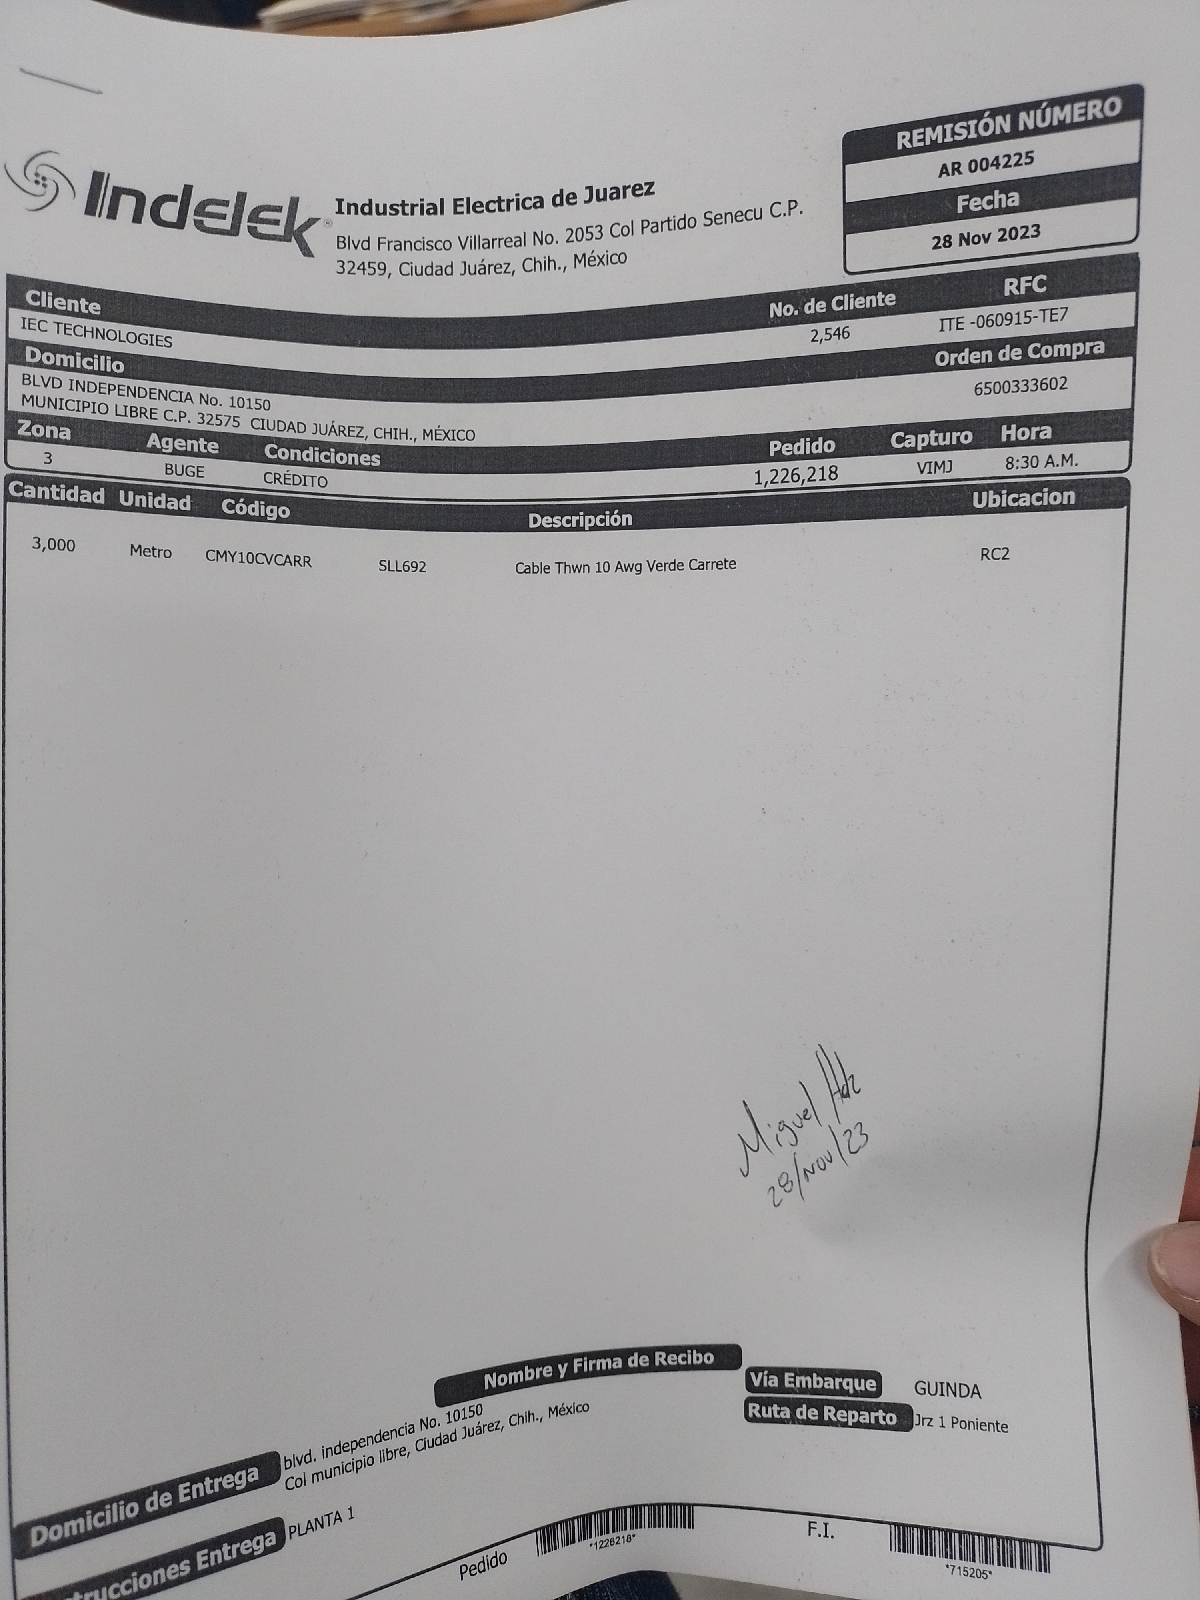 REMISIÓN NÚMERO
AR 004225
Fecha
28 Nov 2023
Indelek®
Industrial Electrica de Juarez
Blvd Francisco Villarreal No. 2053 Col Partido Senecu C.P.
32459, Ciudad Juárez, Chih., México
Cliente No. de Cliente RFC
IEC TECHNOLOGIES 2,546 ITE -060915-TE7
Domicilio Orden de Compra
BLVD INDEPENDENCIA No. 10150 6500333602
MUNICIPIO LIBRE C.P. 32575 CIUDAD JUÁREZ, CHIH., MÉXICO
Zona Agente Condiciones Pedido Capturo Hora
3 BUGE CRÉDITO 1,226,218 VIMJ 8:30 A.M.
Cantidad Unidad Código Descripción Ubicacion
3,000 Metro CMY10CVCARR SLL692 Cable Thwn 10 Awg Verde Carrete RC2
Miguel Hdz
28/Nov/23
Nombre y Firma de Recibo
Vía Embarque GUINDA
Ruta de Reparto Jrz 1 Poniente
Domicilio de Entrega blvd. independencia No. 10150
Col municipio libre, Ciudad Juárez, Chih., México
trucciones Entrega PLANTA 1
Pedido *1226218* F.I. *715205*